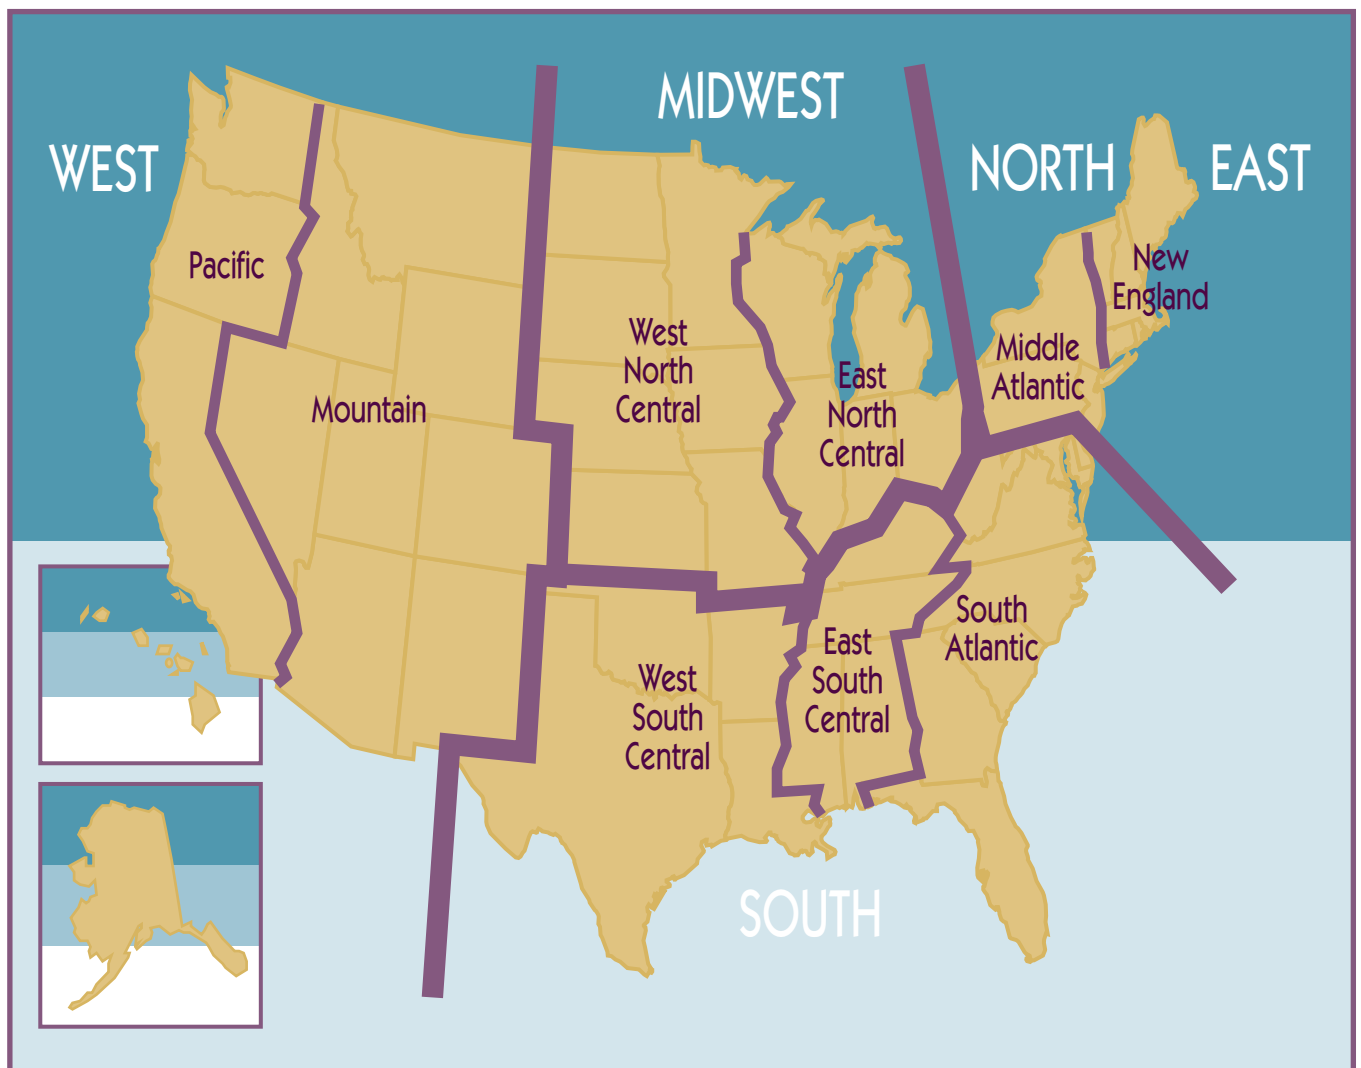 MIDWEST
WEST
NORTH EAST
Pacific
New
England
West
North
Central
Middle
Atlantic
East
North
Central
Mountain
South
Atlantic
East
South
Central
West
South
Central
SOUTH